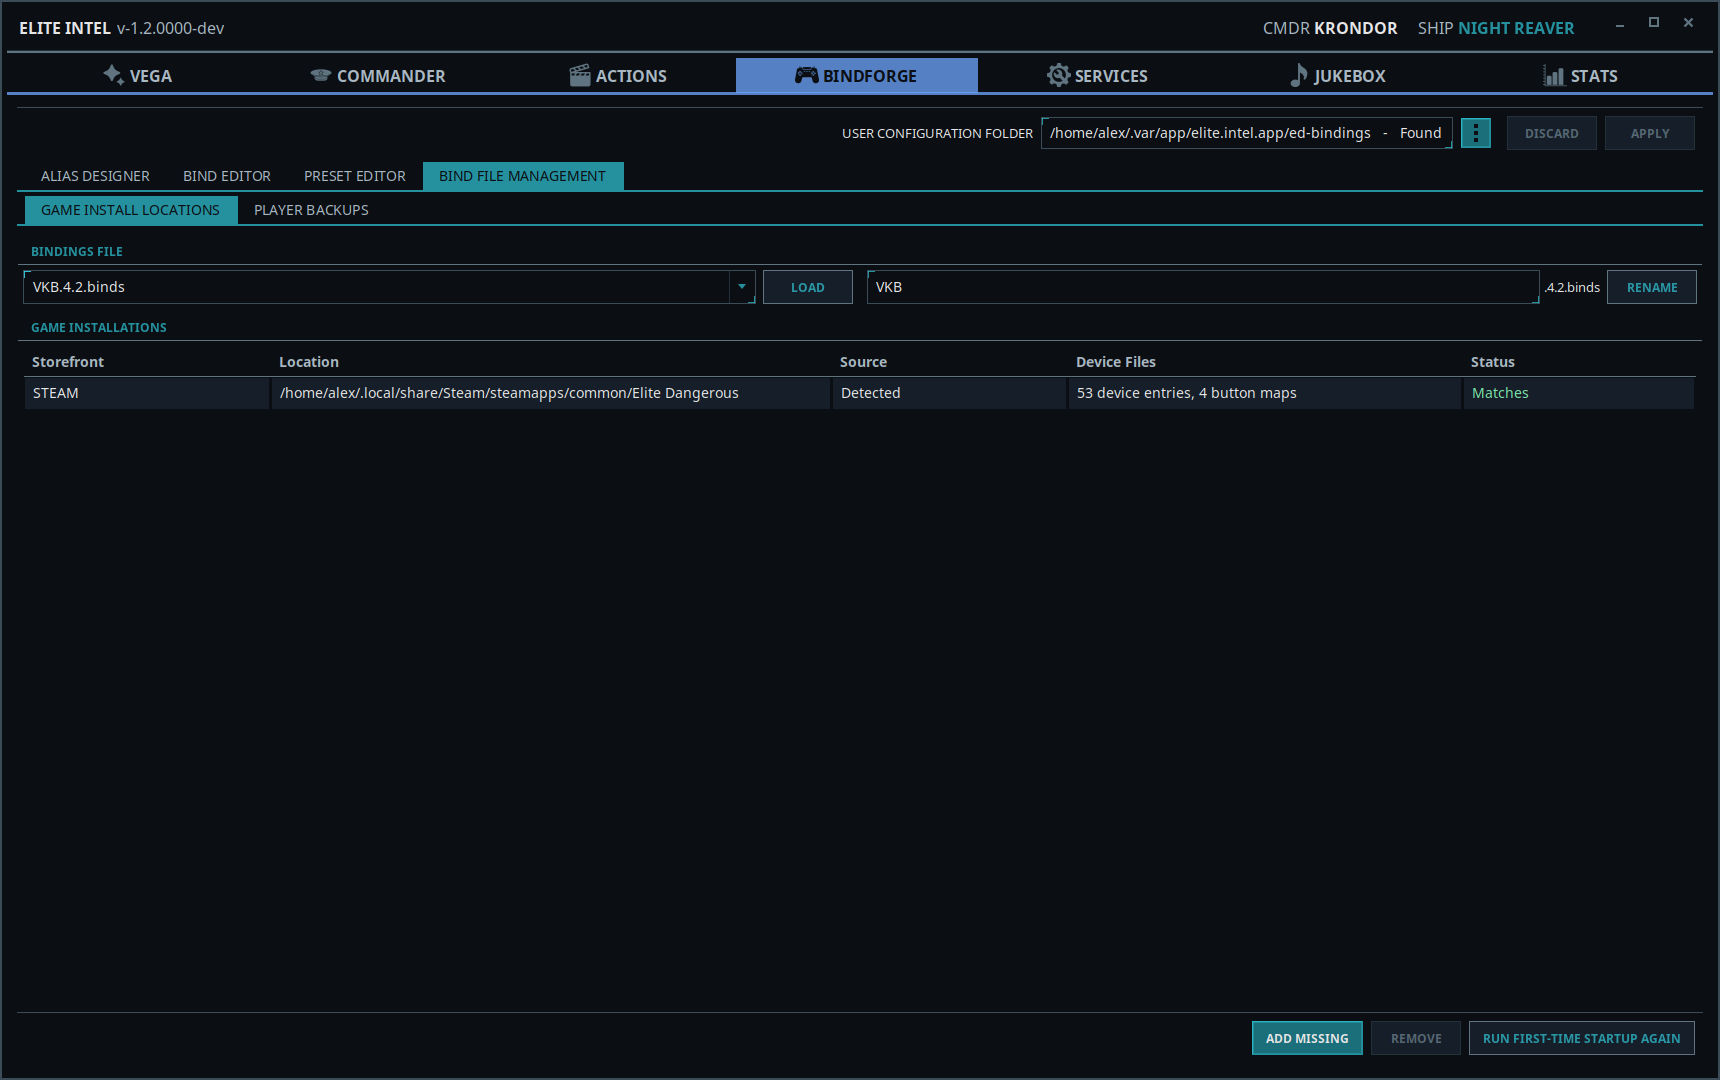 ELITE INTEL v-1.2.0000-dev
CMDR KRONDOR SHIP NIGHT REAVER
VEGA COMMANDER ACTIONS BINDFORGE SERVICES JUKEBOX STATS
USER CONFIGURATION FOLDER /home/alex/.var/app/elite.intel.app/ed-bindings - Found DISCARD APPLY
ALIAS DESIGNER BIND EDITOR PRESET EDITOR BIND FILE MANAGEMENT
GAME INSTALL LOCATIONS PLAYER BACKUPS
BINDINGS FILE
VKB.4.2.binds LOAD VKB .4.2.binds RENAME
GAME INSTALLATIONS
Storefront Location Source Device Files Status
STEAM /home/alex/.local/share/Steam/steamapps/common/Elite Dangerous Detected 53 device entries, 4 button maps Matches
ADD MISSING REMOVE RUN FIRST-TIME STARTUP AGAIN